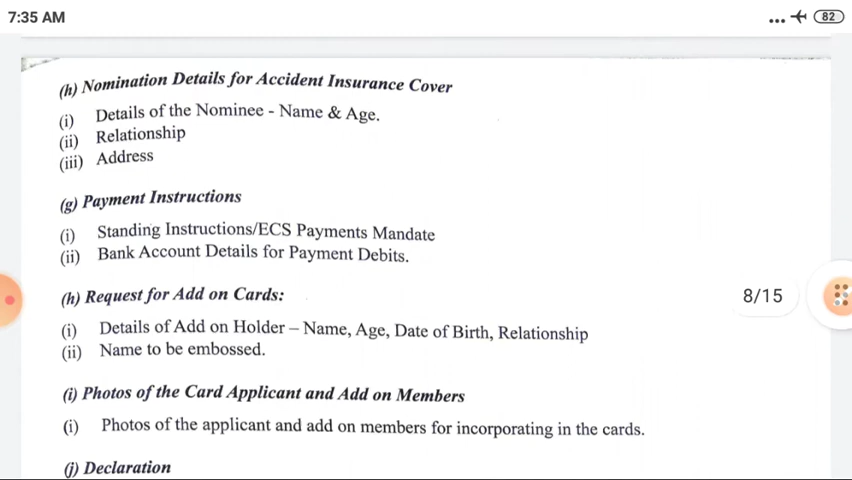 7:35 AM
... 82
(h) Nomination Details for Accident Insurance Cover
(i) Details of the Nominee - Name & Age.
(ii) Relationship
(iii) Address
(g) Payment Instructions
(i) Standing Instructions/ECS Payments Mandate
(ii) Bank Account Details for Payment Debits.
(h) Request for Add on Cards:
8/15
(i) Details of Add on Holder – Name, Age, Date of Birth, Relationship
(ii) Name to be embossed.
(i) Photos of the Card Applicant and Add on Members
(i) Photos of the applicant and add on members for incorporating in the cards.
(j) Declaration